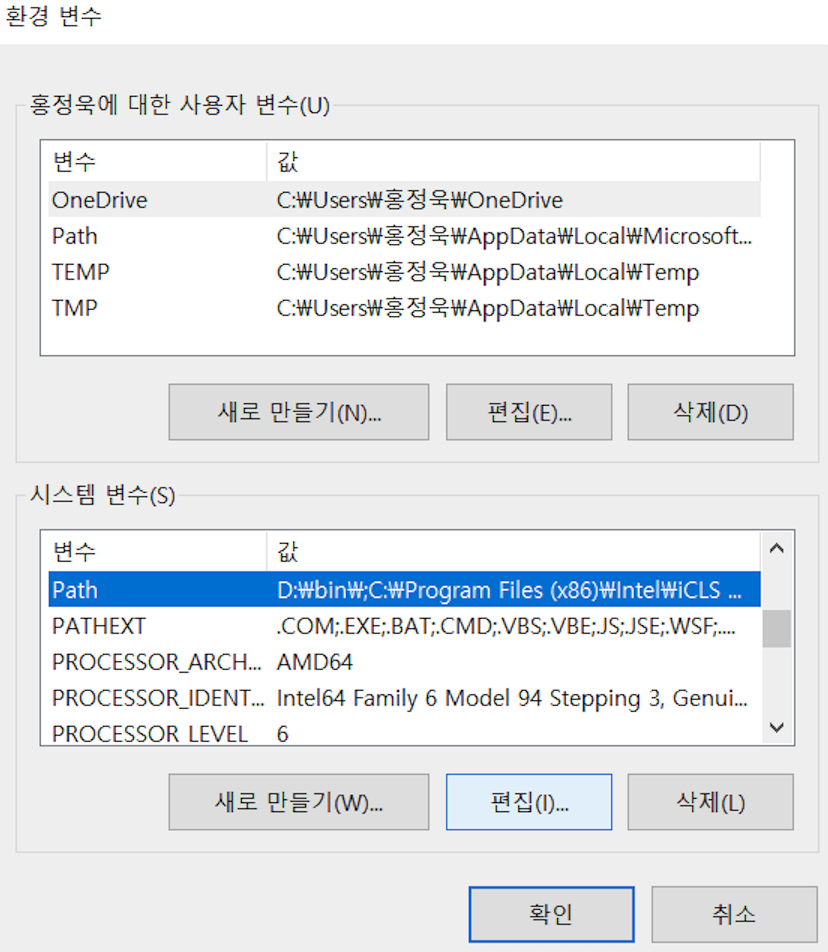 환경 변수
홍정욱에 대한 사용자 변수(U)
변수 값
OneDrive C:₩Users₩홍정욱₩OneDrive
Path C:₩Users₩홍정욱₩AppData₩Local₩Microsoft...
TEMP C:₩Users₩홍정욱₩AppData₩Local₩Temp
TMP C:₩Users₩홍정욱₩AppData₩Local₩Temp
새로 만들기(N)... 편집(E)... 삭제(D)
시스템 변수(S)
변수 값
Path D:₩bin₩;C:₩Program Files (x86)₩Intel₩iCLS ...
PATHEXT .COM;.EXE;.BAT;.CMD;.VBS;.VBE;.JS;.JSE;.WSF;....
PROCESSOR_ARCH... AMD64
PROCESSOR_IDENT... Intel64 Family 6 Model 94 Stepping 3, Genui...
PROCESSOR_LEVEL 6
새로 만들기(W)... 편집(I)... 삭제(L)
확인 취소